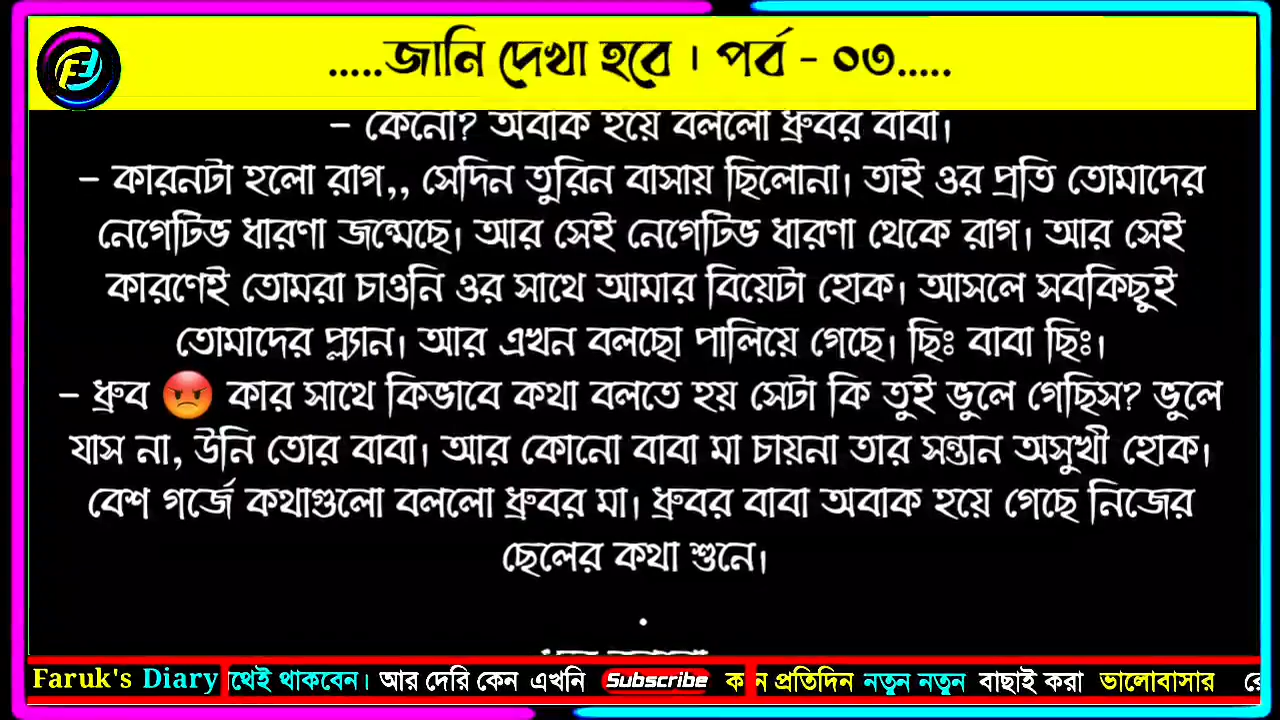 .....জানি দেখা হবে । পর্ব - ০৩.....
- কেনো? অবাক হয়ে বললো ধ্রুবর বাবা।
- কারনটা হলো রাগ,, সেদিন তুরিন বাসায় ছিলোনা। তাই ওর প্রতি তোমাদের
নেগেটিভ ধারণা জন্মেছে। আর সেই নেগেটিভ ধারণা থেকে রাগ। আর সেই
কারণেই তোমরা চাওনি ওর সাথে আমার বিয়েটা হোক। আসলে সবকিছুই
তোমাদের প্ল্যান। আর এখন বলছো পালিয়ে গেছে। ছিঃ বাবা ছিঃ।
- ধ্রুব 😡 কার সাথে কিভাবে কথা বলতে হয় সেটা কি তুই ভুলে গেছিস? ভুলে
যাস না, উনি তোর বাবা। আর কোনো বাবা মা চায়না তার সন্তান অসুখী হোক।
বেশ গর্জে কথাগুলো বললো ধ্রুবর মা। ধ্রুবর বাবা অবাক হয়ে গেছে নিজের
ছেলের কথা শুনে।
.
Faruk's Diary থেই থাকবেন। আর দেরি কেন এখনি Subscribe ক ন প্রতিদিন নতুন নতুন বাছাই করা ভালোবাসার